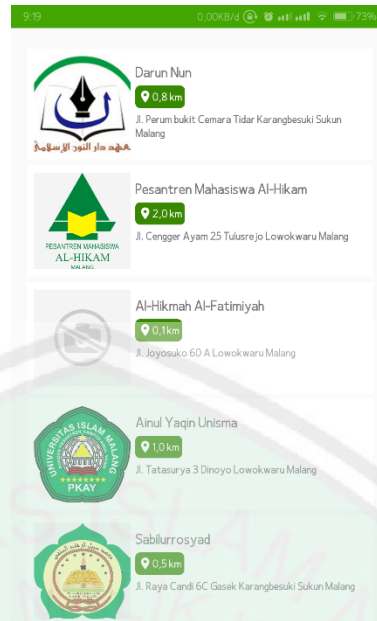 9:19
0,00KB/d
73%
Darun Nun
0,8 km
Jl. Perum bukit Cemara Tidar Karangbesuki Sukun
Malang
Pesantren Mahasiswa Al-Hikam
2,0 km
Jl. Cengger Ayam 25 Tulusrejo Lowokwaru Malang
PESANTREN MAHASISWA
AL-HIKAM
MALANG
Al-Hikmah Al-Fatimiyah
0,1 km
Jl. Joyosuko 60 A Lowokwaru Malang
Ainul Yaqin Unisma
1,0 km
Jl. Tatasurya 3 Dinoyo Lowokwaru Malang
UNIVERSITAS ISLAM MALANG
PKAY
Sabilurrosyad
0,5 km
Jl. Raya Candi 6C Gasek Karangbesuki Sukun Malang